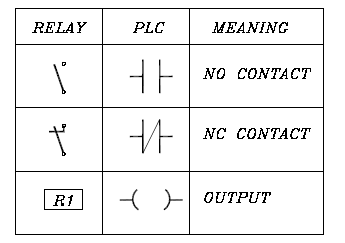 RELAY PLC MEANING
NO CONTACT
NC CONTACT
R1 OUTPUT